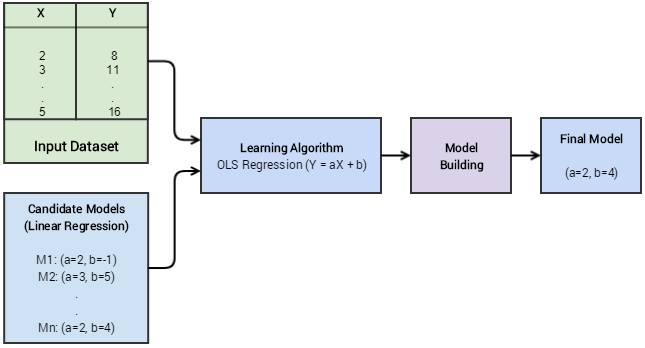 X Y
2 8
3 11
. .
. .
5 16
Input Dataset
Candidate Models
(Linear Regression)
M1: (a=2, b=-1)
M2: (a=3, b=5)
.
.
Mn: (a=2, b=4)
Learning Algorithm
OLS Regression (Y = aX + b)
Model
Building
Final Model
(a=2, b=4)